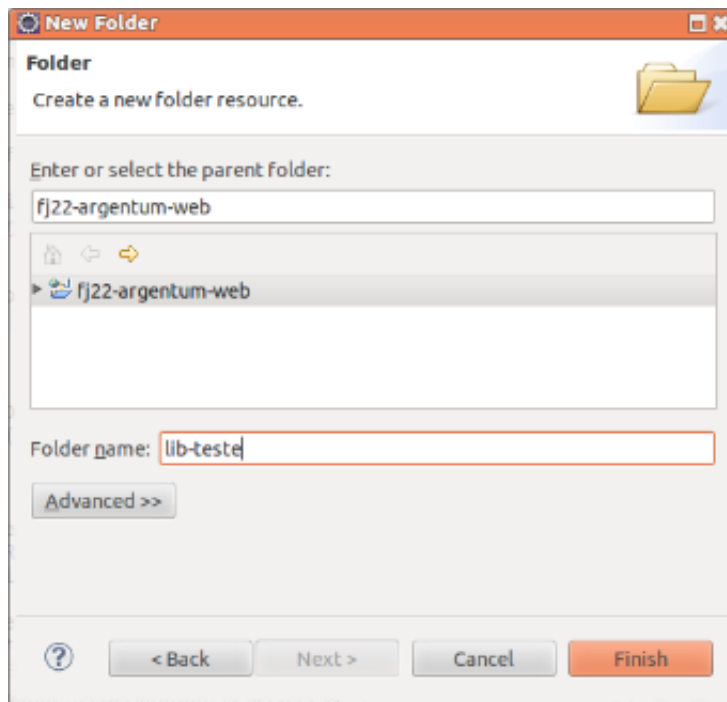 New Folder
Folder
Create a new folder resource.
Enter or select the parent folder:
fj22-argentum-web
fj22-argentum-web
Folder name: lib-teste
Advanced >>
? < Back Next > Cancel Finish